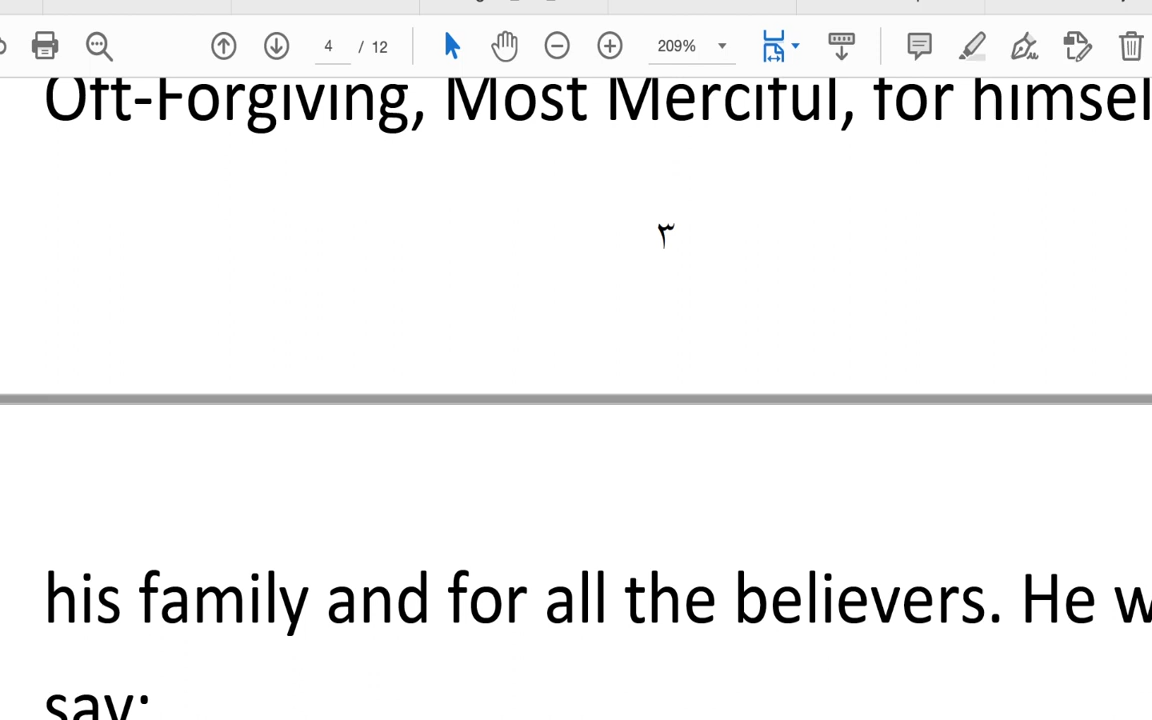 4 / 12
209%
Oft-Forgiving, Most Merciful, for himsel
٣
his family and for all the believers. He w
say: